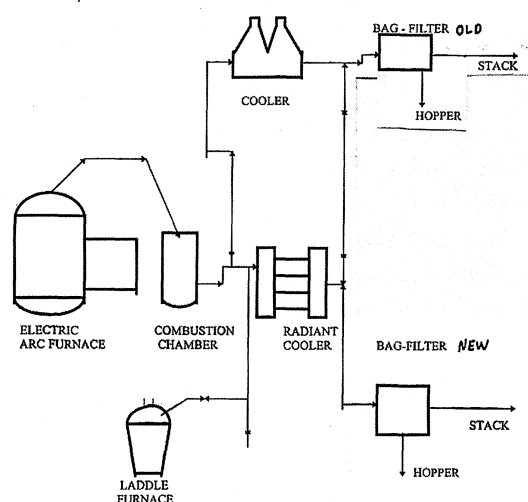 BAG - FILTER OLD
STACK
COOLER
HOPPER
ELECTRIC
ARC FURNACE
COMBUSTION
CHAMBER
RADIANT
COOLER
BAG-FILTER NEW
STACK
LADDLE
FURNACE
HOPPER